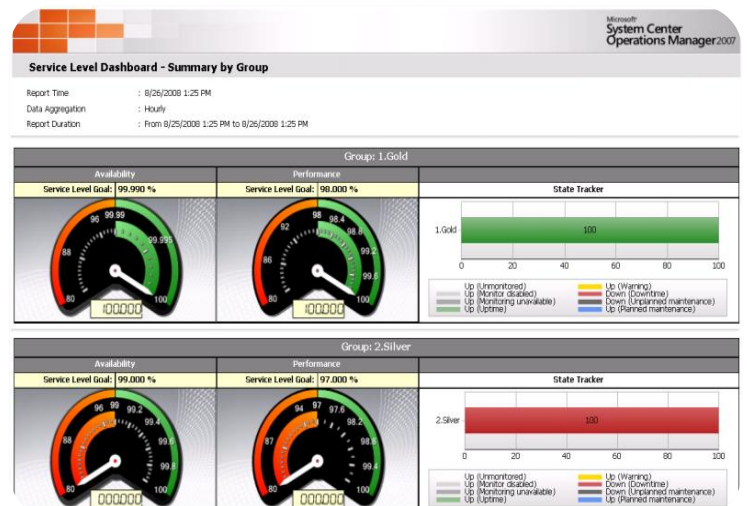 Microsoft
System Center
Operations Manager 2007
Service Level Dashboard - Summary by Group
Report Time : 8/26/2008 1:25 PM
Data Aggregation : Hourly
Report Duration : From 8/25/2008 1:25 PM to 8/26/2008 1:25 PM
Group: 1.Gold
Availability Performance
Service Level Goal: 99.990 % Service Level Goal: 98.000 % State Tracker
80 88 96 99.99 99.995 100
100.000
80 86 92 98 98.4 98.8 99.2 99.6 100
100.000
1.Gold 100
0 20 40 60 80 100
Up (Unmonitored) Up (Warning)
Up (Monitor disabled) Down (Downtime)
Up (Monitoring unavailable) Down (Unplanned maintenance)
Up (Uptime) Up (Planned maintenance)
Group: 2.Silver
Availability Performance
Service Level Goal: 99.000 % Service Level Goal: 97.000 % State Tracker
80 88 96 99 99.2 99.4 99.6 99.8 100
000.000
80 87 94 97 97.6 98.2 98.8 99.4 100
000.000
2.Silver 100
0 20 40 60 80 100
Up (Unmonitored) Up (Warning)
Up (Monitor disabled) Down (Downtime)
Up (Monitoring unavailable) Down (Unplanned maintenance)
Up (Uptime) Up (Planned maintenance)